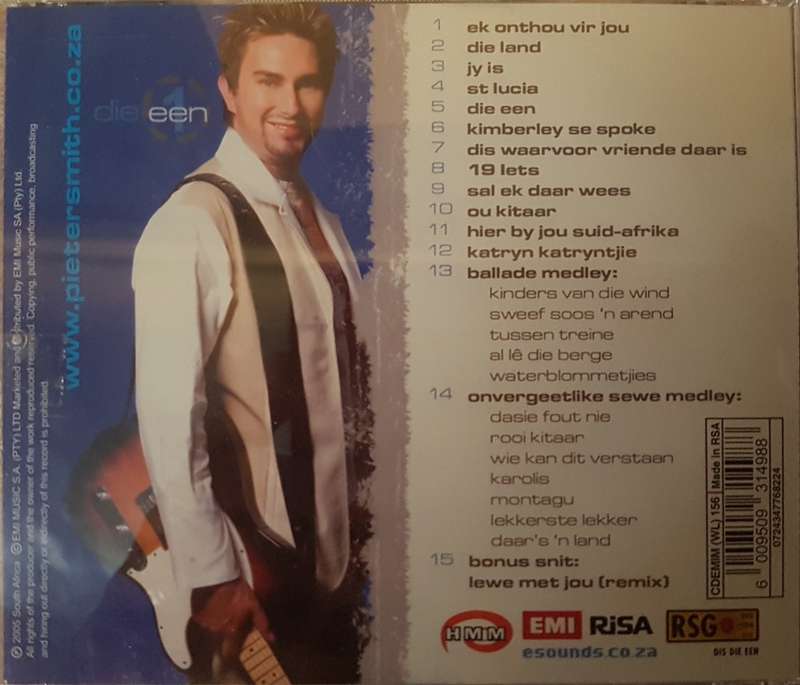 www.pietersmith.co.za
die een
1
℗ 2005 South Africa © EMI MUSIC S.A. (PTY) LTD Marketed and distributed by EMI Music SA (Pty) Ltd.
All rights of the producer and the owner of the work reproduced reserved. Copying, public performance, broadcasting
and hiring out directly or indirectly of this record is prohibited.
1 ek onthou vir jou
2 die land
3 jy is
4 st lucia
5 die een
6 kimberley se spoke
7 dis waarvoor vriende daar is
8 19 iets
9 sal ek daar wees
10 ou kitaar
11 hier by jou suid-afrika
12 katryn katryntjie
13 ballade medley:
kinders van die wind
sweef soos 'n arend
tussen treine
al lê die berge
waterblommetjies
14 onvergeetlike sewe medley:
dasie fout nie
rooi kitaar
wie kan dit verstaan
karolis
montagu
lekkerste lekker
daar's 'n land
15 bonus snit:
lewe met jou (remix)
CDEMIM (WL) 156 Made in RSA
6 009509 314988
0724347768224
HMM
EMI
RiSA
RSG
esounds.co.za
DIS DIE EEN